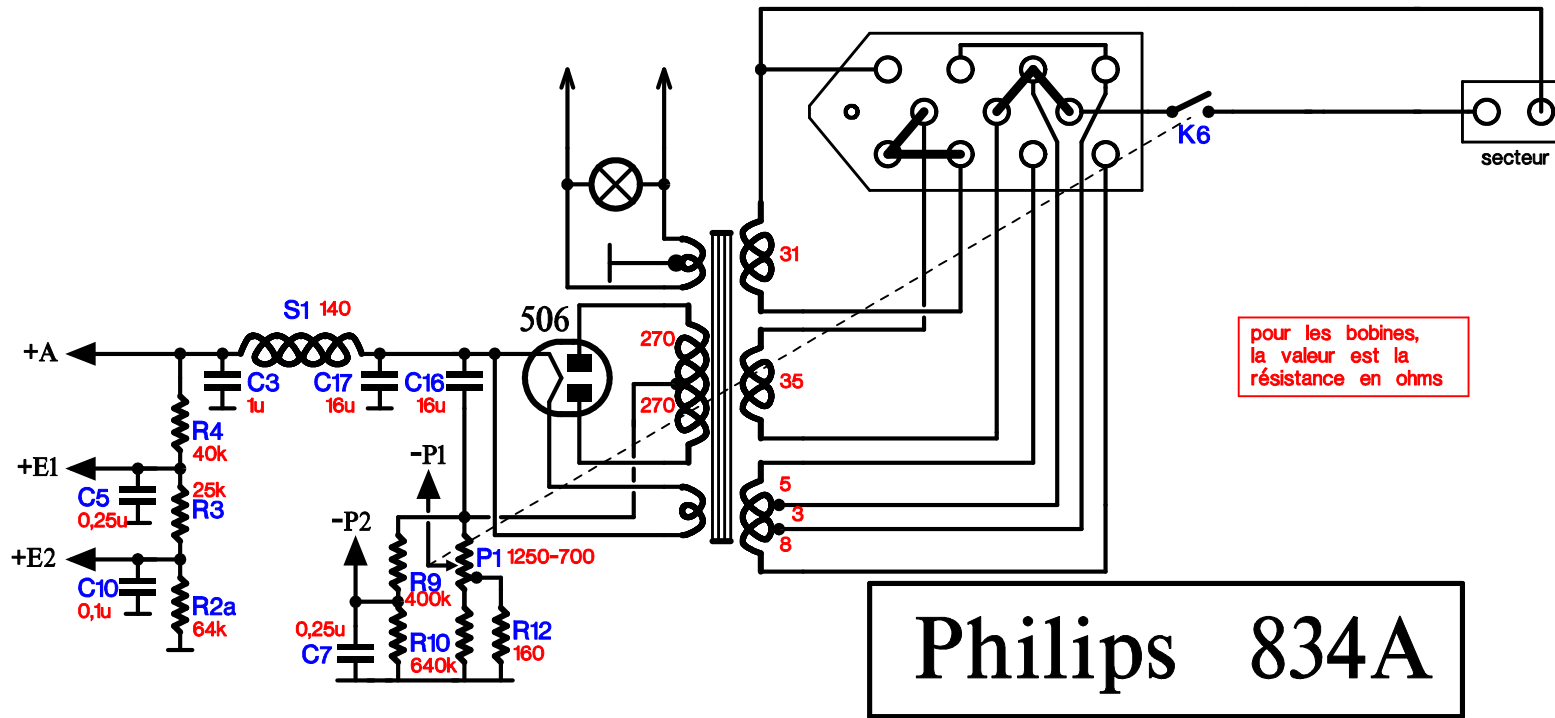 K6
secteur
31
S1 140
506
+A
270
C3
1u
C17
16u
C16
16u
35
270
pour les bobines,
la valeur est la
résistance en ohms
R4
40k
+E1
-P1
C5
0,25u
25k
R3
5
3
8
-P2
+E2
P1 1250-700
C10
0,1u
R2a
64k
R9
400k
0,25u
C7
R10
640k
R12
160
Philips 834A